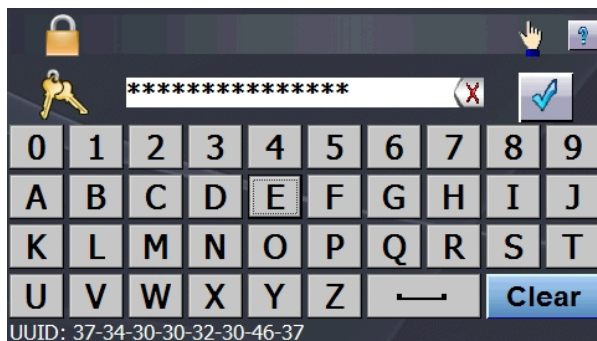 ?
*************** X
0 1 2 3 4 5 6 7 8 9
A B C D E F G H I J
K L M N O P Q R S T
U V W X Y Z Clear
UUID: 37-34-30-30-32-30-46-37